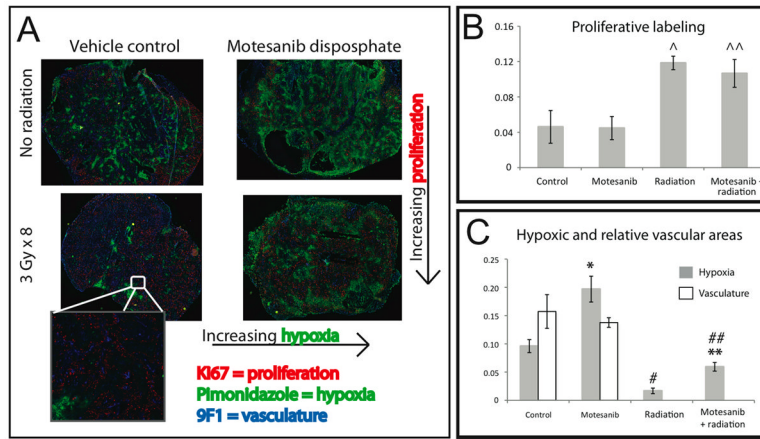 A
Vehicle control
Motesanib disposphate
No radiation
3 Gy x 8
Increasing proliferation
Increasing hypoxia
KI67 = proliferation
Pimonidazole = hypoxia
9F1 = vasculature
B
Proliferative labeling
0.16
0.12
0.08
0.04
0
^
^^
Control
Motesanib
Radiation
Motesanib +
radiation
C
Hypoxic and relative vascular areas
0.25
0.20
0.15
0.10
0.05
0.00
Hypoxia
Vasculature
*
#
##
**
Control
Motesanib
Radiation
Motesanib
+ radiation